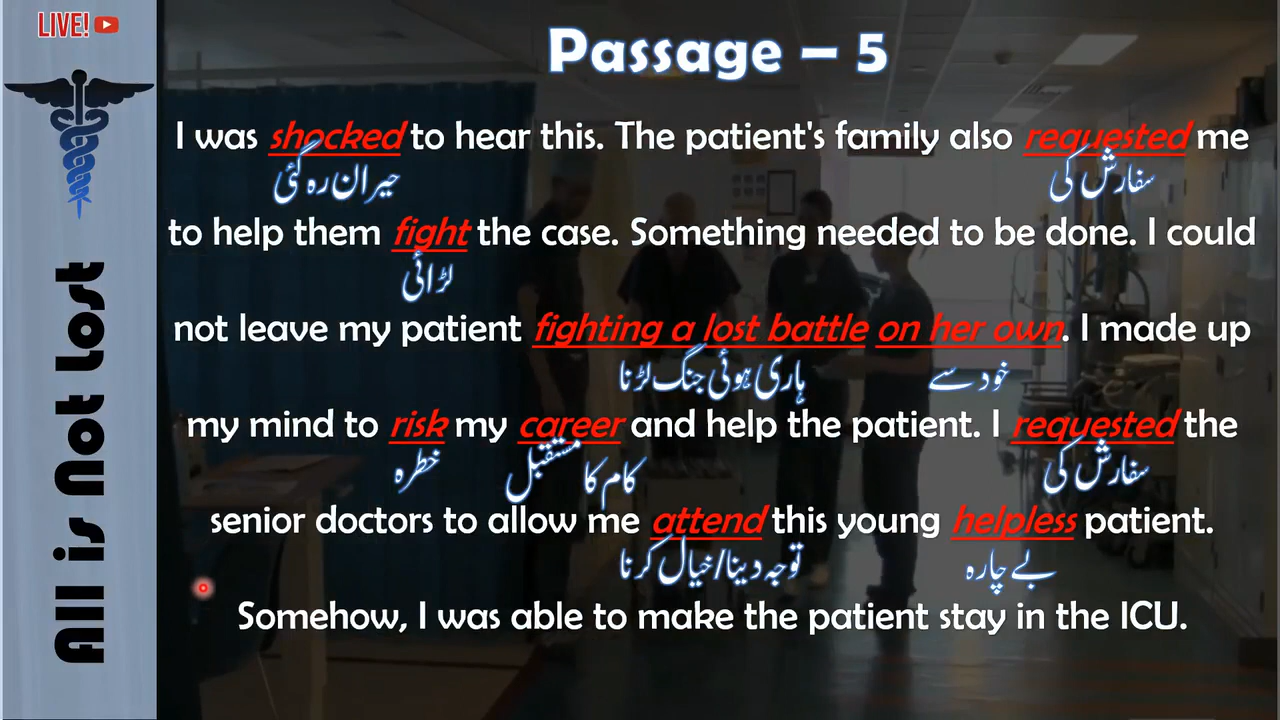 LIVE!
All is Not Lost
Passage – 5
I was shocked to hear this. The patient's family also requested me
حیران رہ گئی سفارش کی
to help them fight the case. Something needed to be done. I could
لڑائی
not leave my patient fighting a lost battle on her own. I made up
ہاری ہوئی جنگ لڑنا خود سے
my mind to risk my career and help the patient. I requested the
خطرہ کام کا مستقبل سفارش کی
senior doctors to allow me attend this young helpless patient.
توجہ دینا/خیال کرنا بے چارہ
Somehow, I was able to make the patient stay in the ICU.